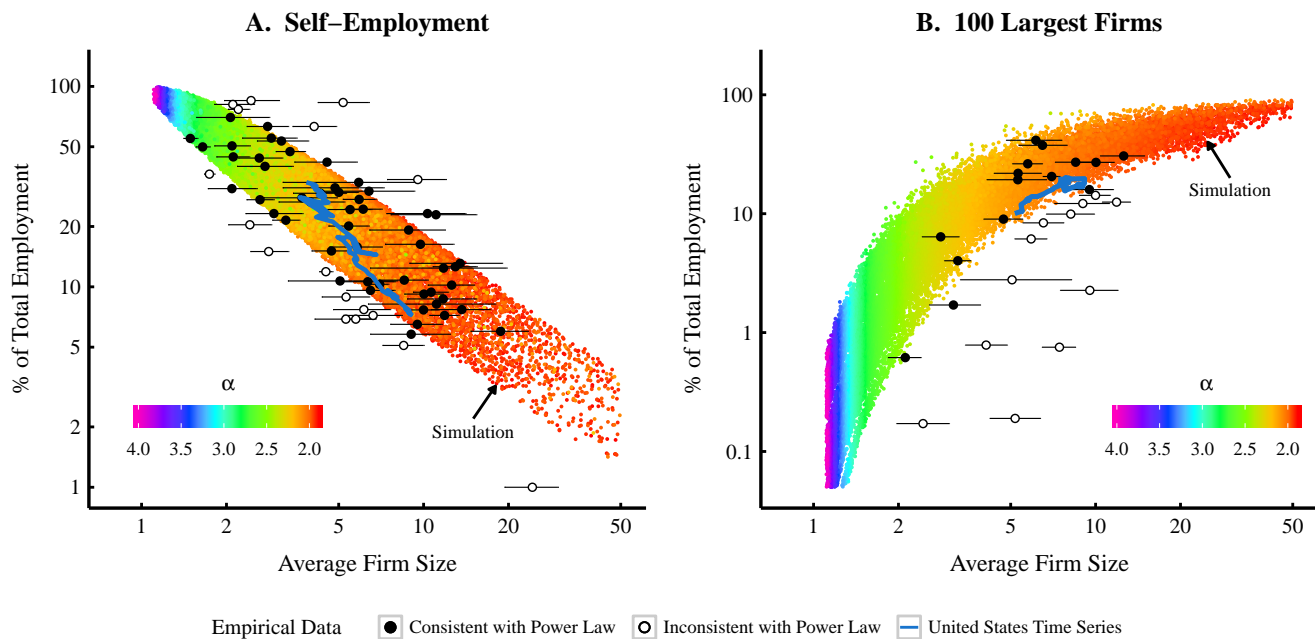 A. Self−Employment
% of Total Employment
100
50
20
10
5
2
1
α
4.0 3.5 3.0 2.5 2.0
Simulation
1 2 5 10 20 50
Average Firm Size
B. 100 Largest Firms
% of Total Employment
100
10
1
0.1
Simulation
α
4.0 3.5 3.0 2.5 2.0
1 2 5 10 20 50
Average Firm Size
Empirical Data Consistent with Power Law Inconsistent with Power Law United States Time Series